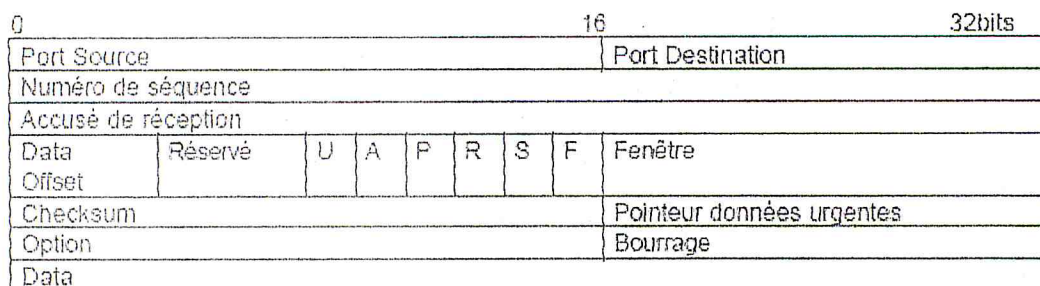 0 16 32bits
Port Source Port Destination
Numéro de séquence
Accusé de réception
Data Réservé U A P R S F Fenêtre
Offset
Checksum Pointeur données urgentes
Option Bourrage
Data